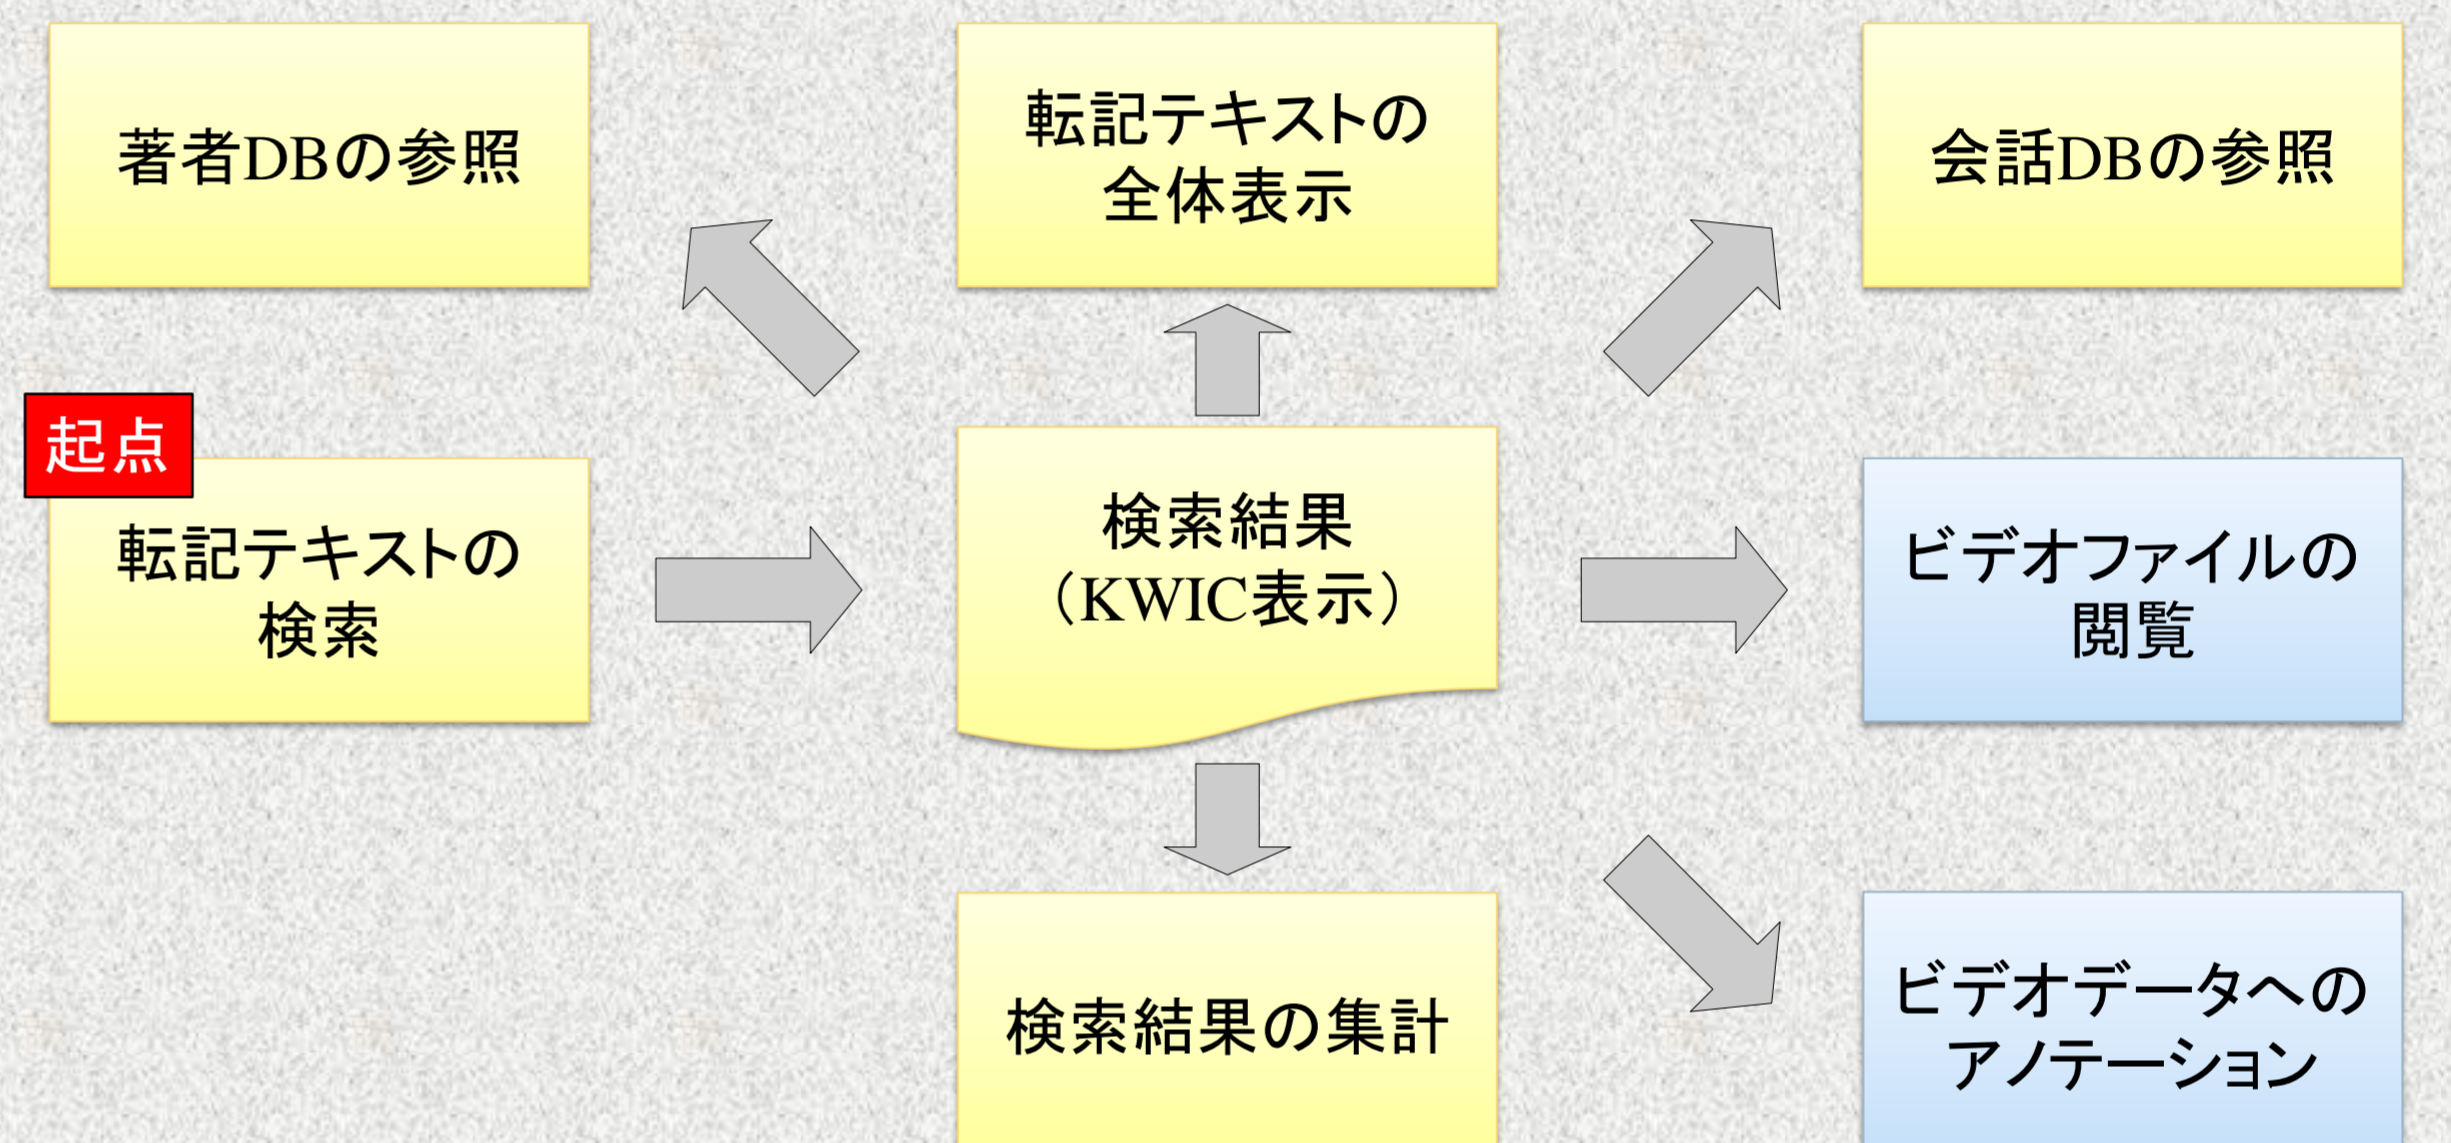 著者DBの参照
転記テキストの
全体表示
会話DBの参照
起点
転記テキストの
検索
検索結果
（KWIC表示）
ビデオファイルの
閲覧
検索結果の集計
ビデオデータへの
アノテーション